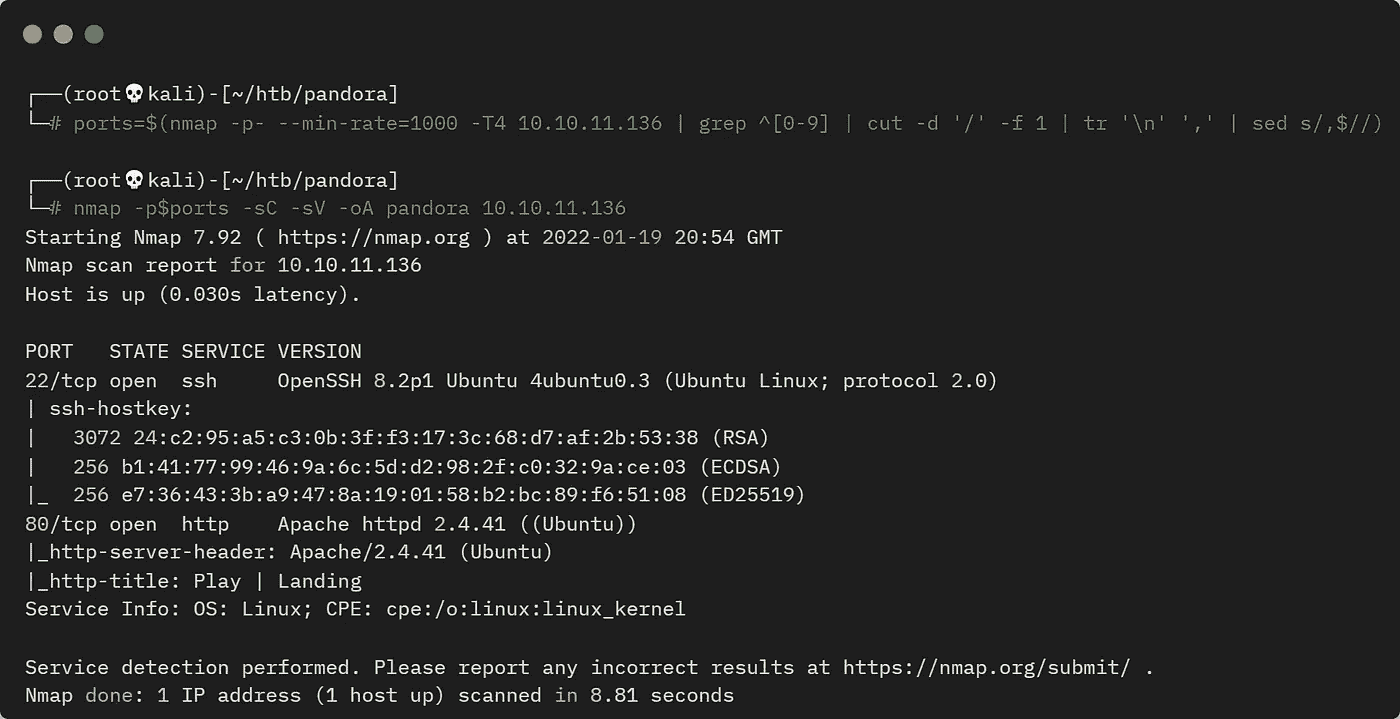 ┌──(root💀kali)-[~/htb/pandora]
└─# ports=$(nmap -p- --min-rate=1000 -T4 10.10.11.136 | grep ^[0-9] | cut -d '/' -f 1 | tr '\n' ',' | sed s/,$//)
┌──(root💀kali)-[~/htb/pandora]
└─# nmap -p$ports -sC -sV -oA pandora 10.10.11.136
Starting Nmap 7.92 ( https://nmap.org ) at 2022-01-19 20:54 GMT
Nmap scan report for 10.10.11.136
Host is up (0.030s latency).
PORT   STATE SERVICE VERSION
22/tcp open  ssh     OpenSSH 8.2p1 Ubuntu 4ubuntu0.3 (Ubuntu Linux; protocol 2.0)
| ssh-hostkey:
|   3072 24:c2:95:a5:c3:0b:3f:f3:17:3c:68:d7:af:2b:53:38 (RSA)
|   256 b1:41:77:99:46:9a:6c:5d:d2:98:2f:c0:32:9a:ce:03 (ECDSA)
|_  256 e7:36:43:3b:a9:47:8a:19:01:58:b2:bc:89:f6:51:08 (ED25519)
80/tcp open  http    Apache httpd 2.4.41 ((Ubuntu))
|_http-server-header: Apache/2.4.41 (Ubuntu)
|_http-title: Play | Landing
Service Info: OS: Linux; CPE: cpe:/o:linux:linux_kernel
Service detection performed. Please report any incorrect results at https://nmap.org/submit/ .
Nmap done: 1 IP address (1 host up) scanned in 8.81 seconds